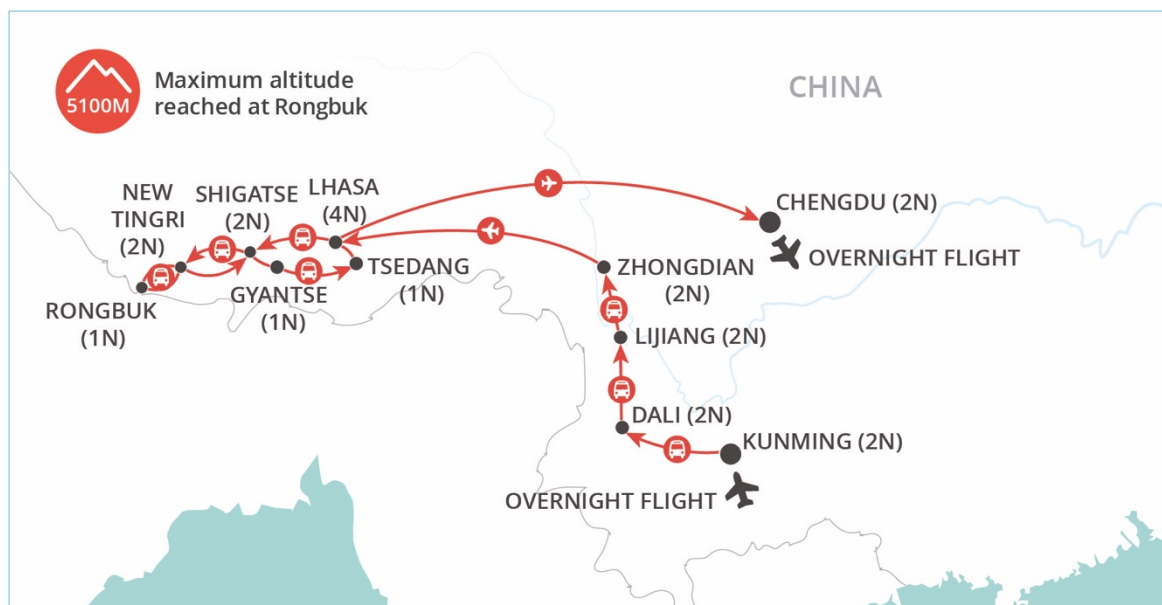 5100M
Maximum altitude
reached at Rongbuk
CHINA
NEW
TINGRI
(2N)
SHIGATSE
(2N)
LHASA
(4N)
CHENGDU (2N)
OVERNIGHT FLIGHT
RONGBUK
(1N)
GYANTSE
(1N)
TSEDANG
(1N)
ZHONGDIAN
(2N)
LIJIANG (2N)
DALI (2N)
KUNMING (2N)
OVERNIGHT FLIGHT